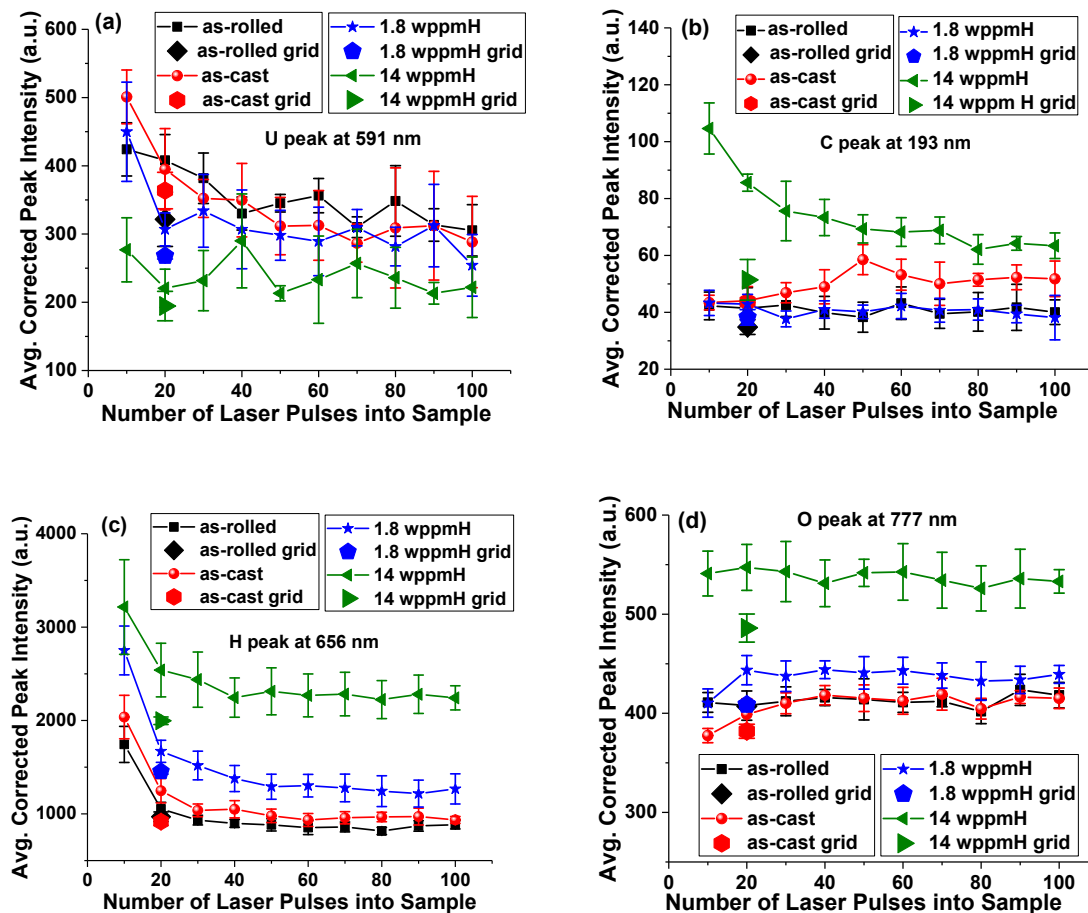 (a)
as-rolled
as-rolled grid
as-cast
as-cast grid
1.8 wppmH
1.8 wppmH grid
14 wppmH
14 wppmH grid
U peak at 591 nm
Avg. Corrected Peak Intensity (a.u.)
600
500
400
300
200
100
0 20 40 60 80 100
Number of Laser Pulses into Sample
(b)
as-rolled
as-rolled grid
as-cast
as-cast grid
1.8 wppmH
1.8 wppmH grid
14 wppmH
14 wppm H grid
C peak at 193 nm
Avg. Corrected Peak Intensity (a.u.)
140
120
100
80
60
40
20
0 20 40 60 80 100
Number of Laser Pulses into Sample
(c)
as-rolled
as-rolled grid
as-cast
as-cast grid
1.8 wppmH
1.8 wppmH grid
14 wppmH
14 wppmH grid
H peak at 656 nm
Avg. Corrected Peak Intensity (a.u.)
4000
3000
2000
1000
0 20 40 60 80 100
Number of Laser Pulses into Sample
(d)
O peak at 777 nm
Avg. Corrected Peak Intensity (a.u.)
600
500
400
300
as-rolled
as-rolled grid
as-cast
as-cast grid
1.8 wppmH
1.8 wppmH grid
14 wppmH
14 wppmH grid
0 20 40 60 80 100
Number of Laser Pulses into Sample